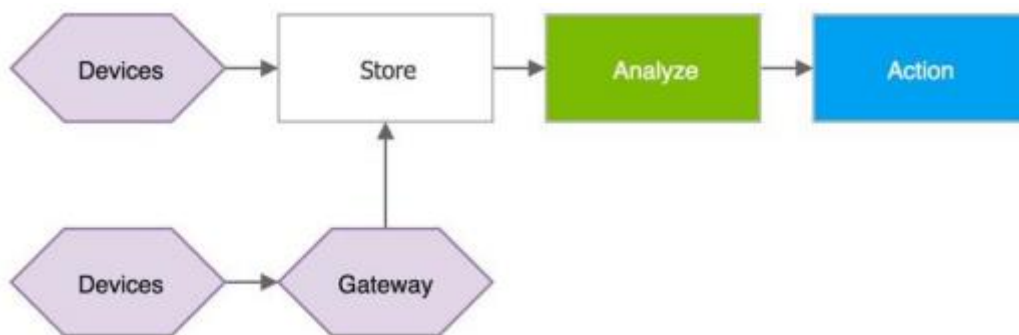 Devices
Store
Analyze
Action
Devices
Gateway